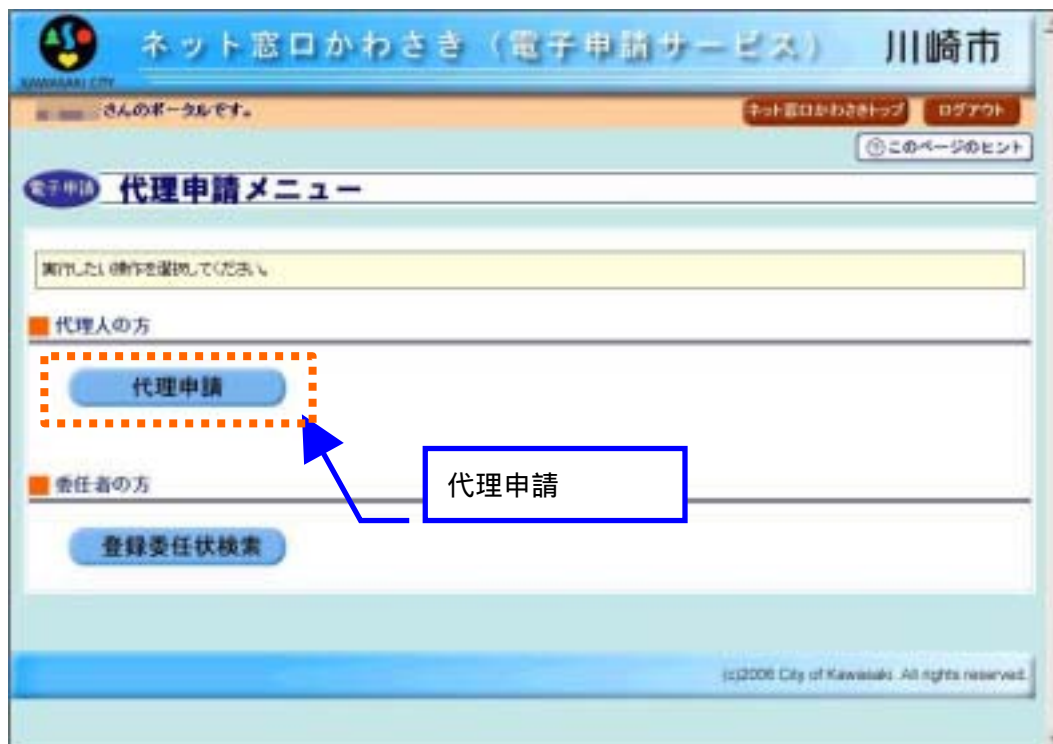 ネット窓口かわさき（電子申請サービス） 川崎市
KAWASAKI CITY
さんのポータルです。 ネット窓口かわさきトップ ログアウト
このページのヒント
電子申請 代理申請メニュー
実行したい操作を選択してください。
代理人の方
代理申請
代理申請
委任者の方
登録委任状検索
(c)2006 City of Kawasaki. All rights reserved.